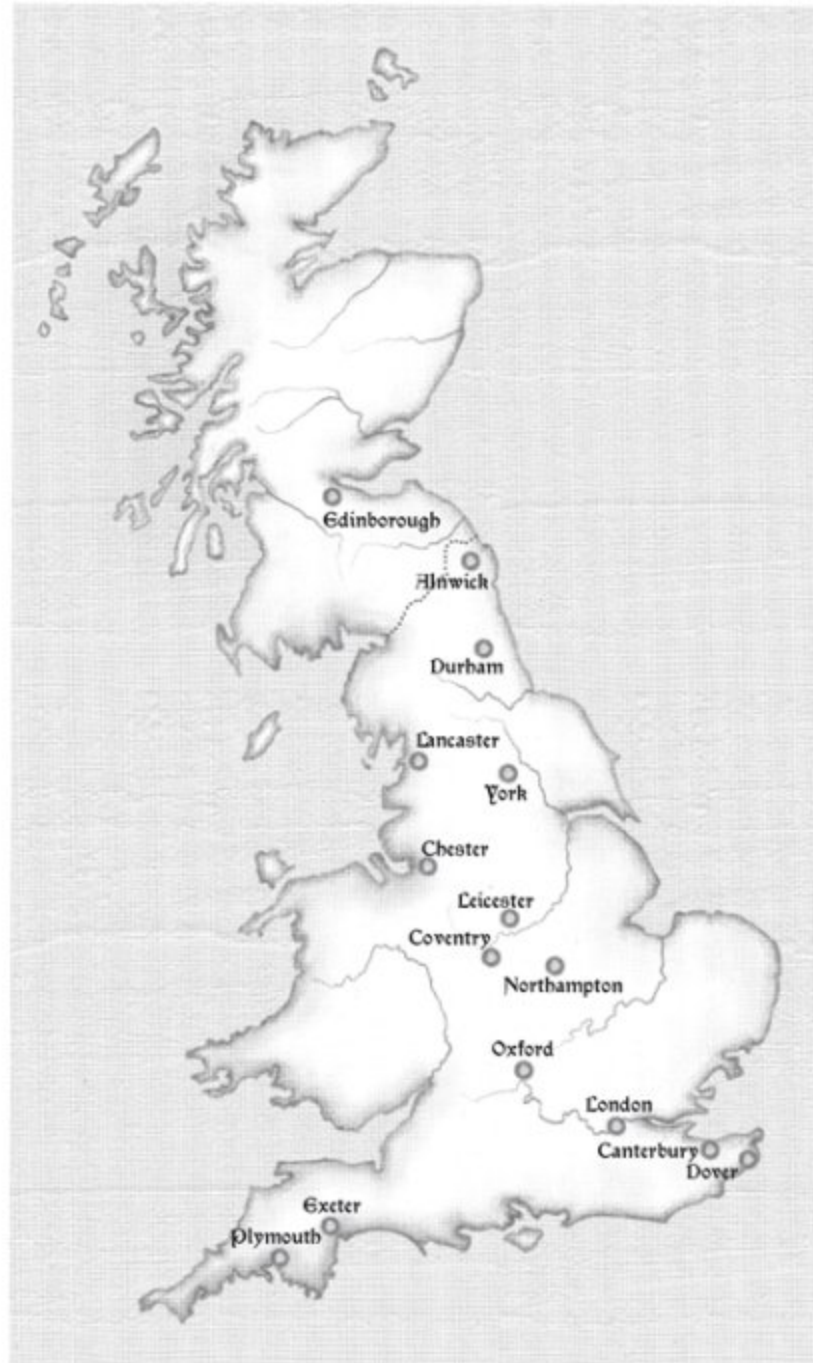 Edinborough
Alnwick
Durham
Lancaster
York
Chester
Leicester
Coventry
Northampton
Oxford
London
Canterbury
Dover
Exeter
Plymouth